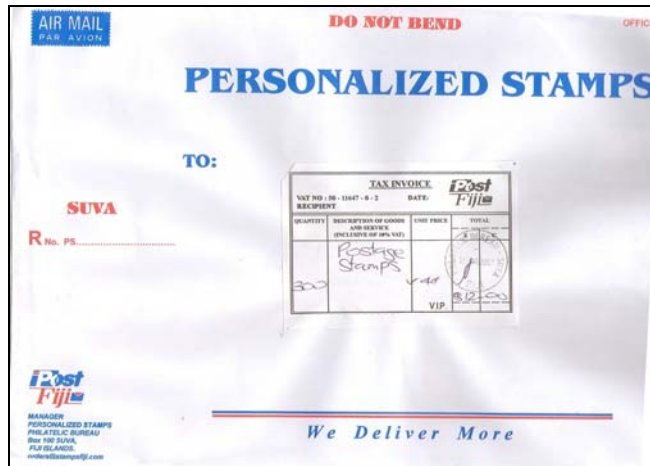 AIR MAIL
PAR AVION
DO NOT BEND
OFFIC
PERSONALIZED STAMPS
TO:
TAX INVOICE
Post
Fiji
VAT NO : 50 - 11647 - 0 - 2 DATE:
RECIPIENT
QUANTITY DESCRIPTION OF GOODS UNIT PRICE TOTAL
AND SERVICE
(INCLUSIVE OF 10% VAT)
Postage
Stamps
300
VIP
SUVA
R No. PS
Post
Fiji
MANAGER
PERSONALIZED STAMPS
PHILATELIC BUREAU
Box 100 SUVA,
FIJI ISLANDS.
orders@stampsfiji.com
We Deliver More